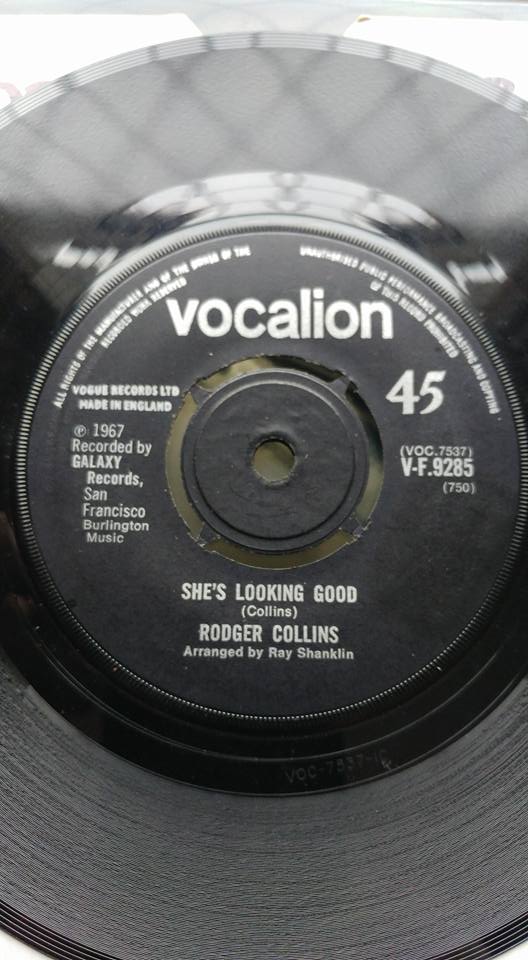 ALL RIGHTS OF THE MANUFACTURER AND OF THE OWNER OF THE
RECORDED WORK RESERVED
UNAUTHORISED PUBLIC PERFORMANCE BROADCASTING AND COPYING
OF THIS RECORD PROHIBITED
vocalion
VOGUE RECORDS LTD
MADE IN ENGLAND
45
℗ 1967
Recorded by
GALAXY
Records,
San
Francisco
Burlington
Music
(VOC.7537)
V-F.9285
(750)
SHE'S LOOKING GOOD
(Collins)
RODGER COLLINS
Arranged by Ray Shanklin
VOC-7537-1C